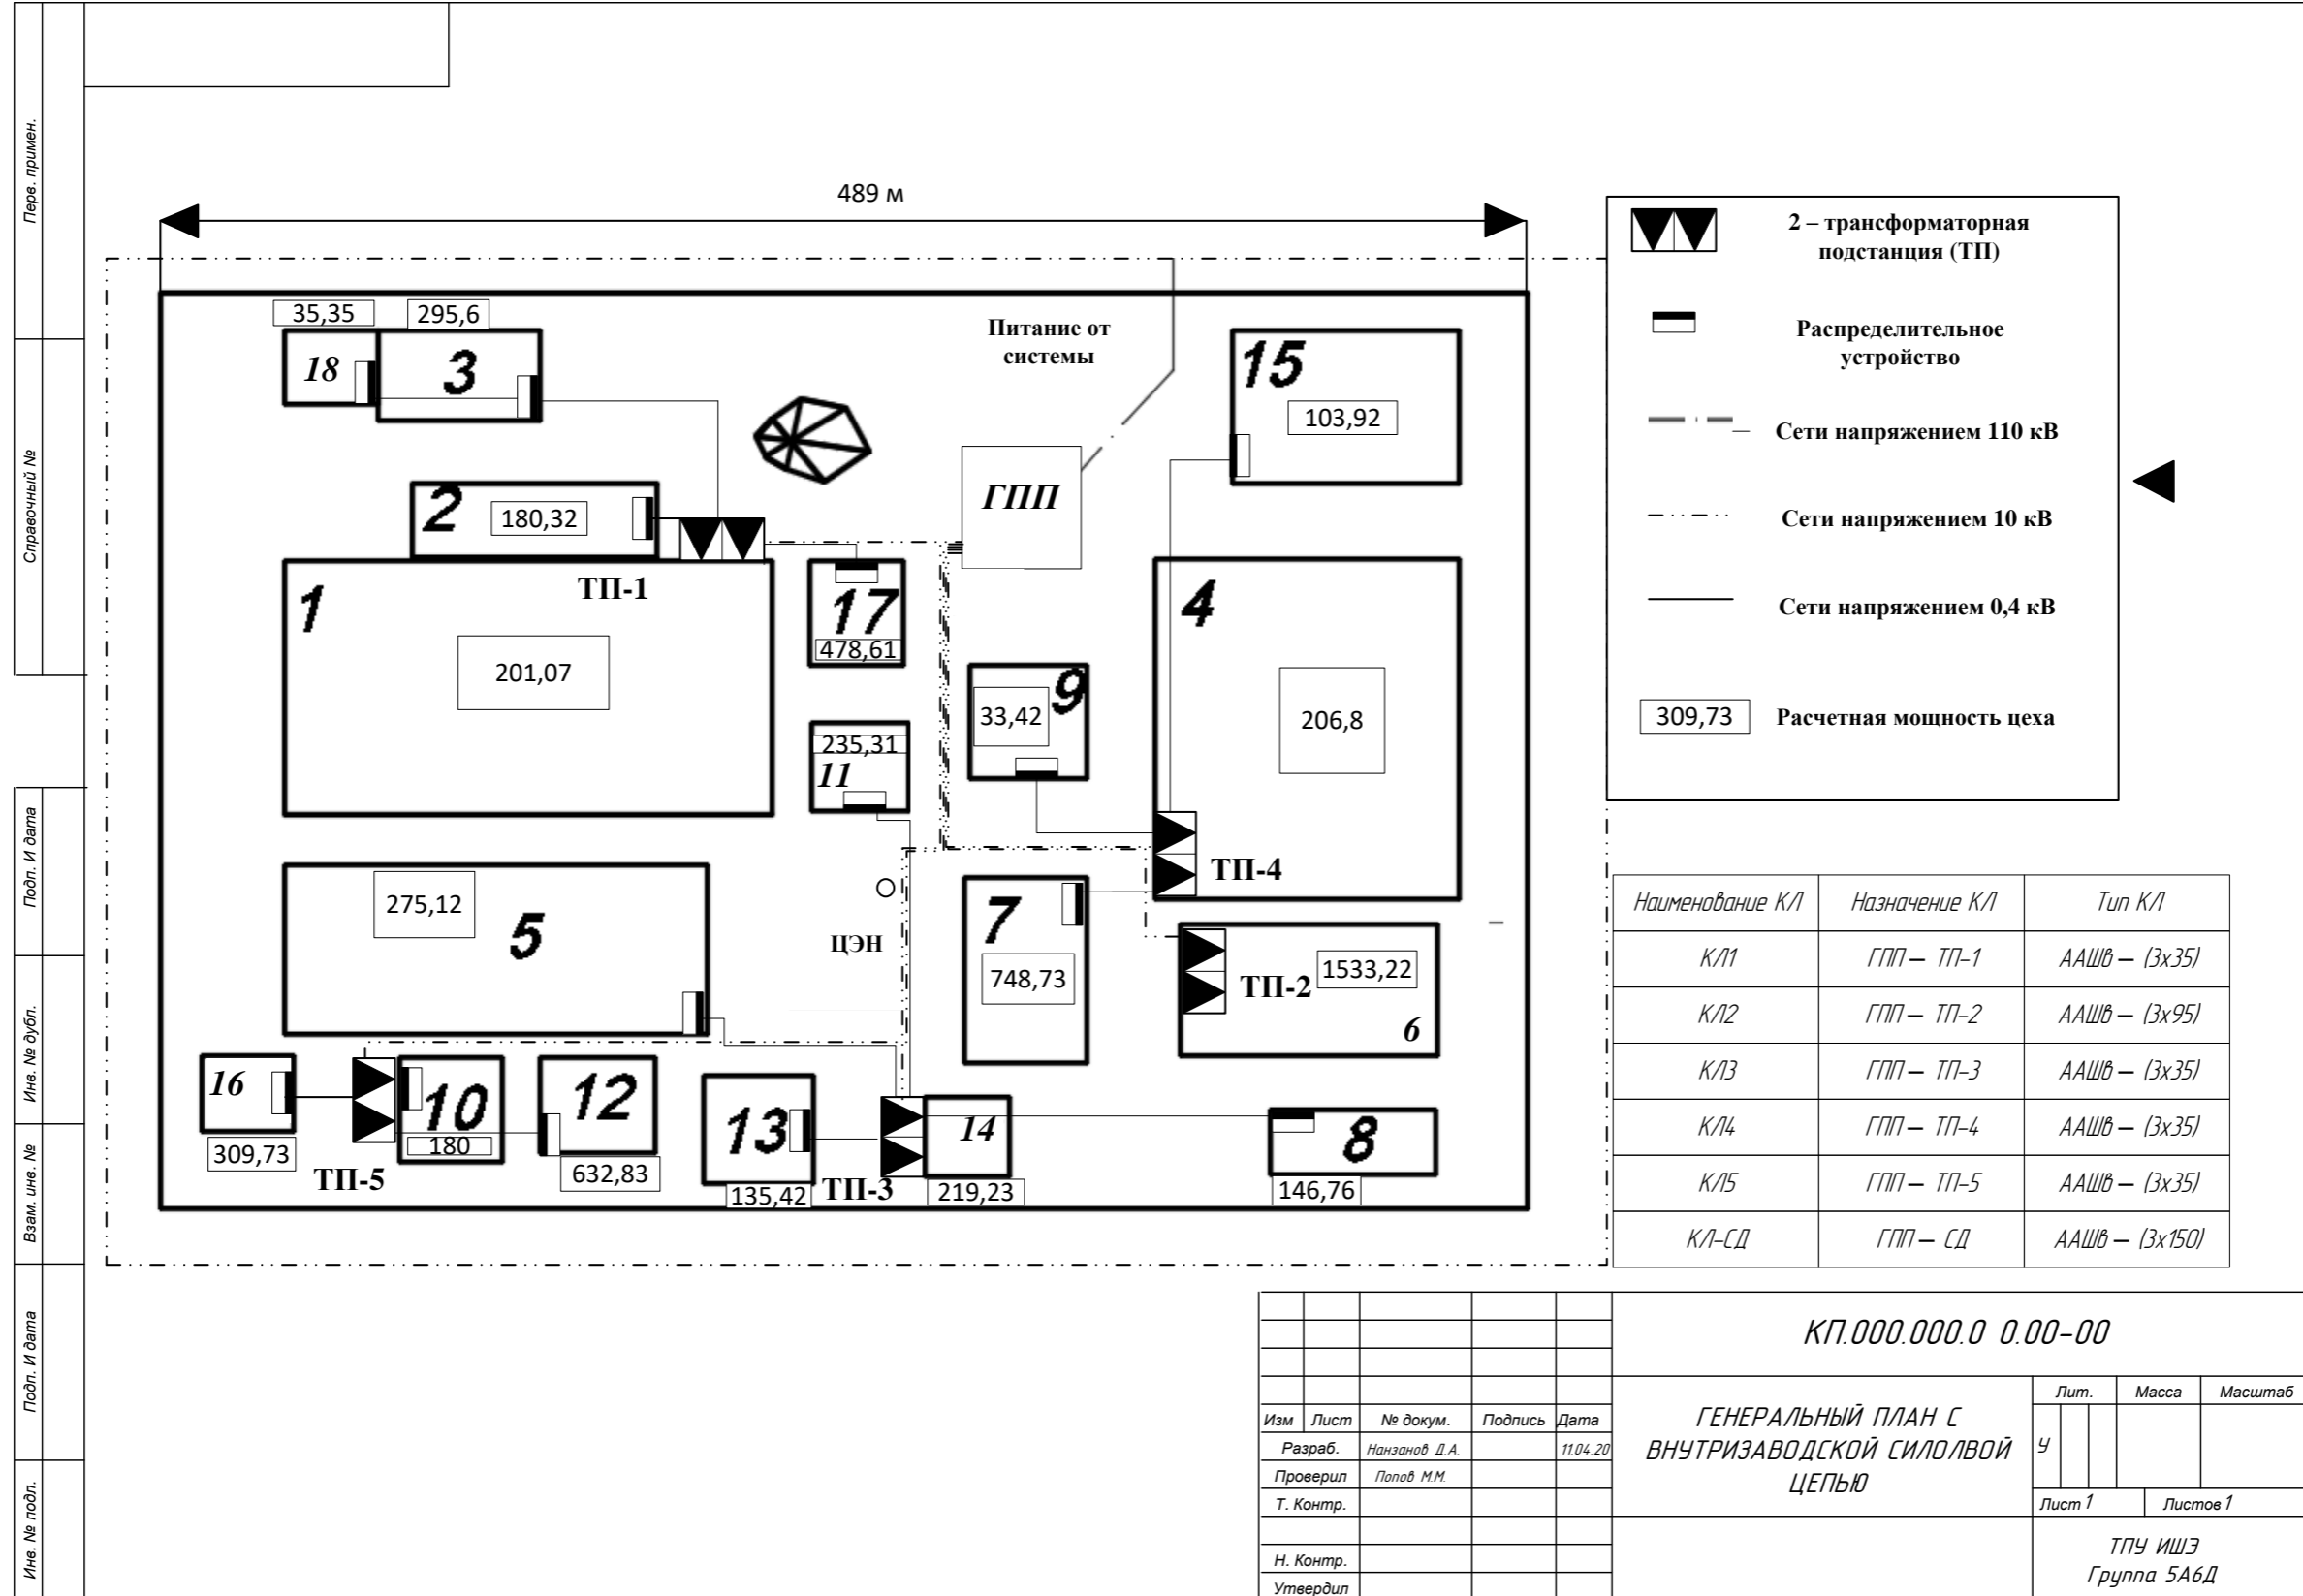 Перв. примен.
Справочный №
Подп. И дата
Инв. № дубл.
Взам. инв. №
Подп. И дата
Инв. № подл.
489 м
35,35
295,6
18
3
Питание от
системы
15
103,92
ГПП
2
180,32
ТП-1
1
201,07
17
478,61
4
206,8
9
33,42
235,31
11
275,12
5
ЦЭН
ТП-4
7
748,73
ТП-2
1533,22
6
16
309,73
10
180
12
632,83
ТП-5
13
135,42
ТП-3
14
219,23
8
146,76
2 – трансформаторная
подстанция (ТП)
Распределительное
устройство
Сети напряжением 110 кВ
Сети напряжением 10 кВ
Сети напряжением 0,4 кВ
309,73 Расчетная мощность цеха
Наименование КЛ Назначение КЛ Тип КЛ
КЛ1 ГПП – ТП-1 ААШв – (3х35)
КЛ2 ГПП – ТП-2 ААШв – (3х95)
КЛ3 ГПП – ТП-3 ААШв – (3х35)
КЛ4 ГПП – ТП-4 ААШв – (3х35)
КЛ5 ГПП – ТП-5 ААШв – (3х35)
КЛ-СД ГПП – СД ААШв – (3х150)
КП.000.000.0 0.00-00
Изм Лист № докум. Подпись Дата
Разраб. Нанзанов Д.А. 11.04.20
Проверил Попов М.М.
Т. Контр.
Н. Контр.
Утвердил
ГЕНЕРАЛЬНЫЙ ПЛАН С
ВНУТРИЗАВОДСКОЙ СИЛОЛВОЙ
ЦЕПЬЮ
Лит. Масса Масштаб
У
Лист 1 Листов 1
ТПУ ИШЭ
Группа 5А6Д